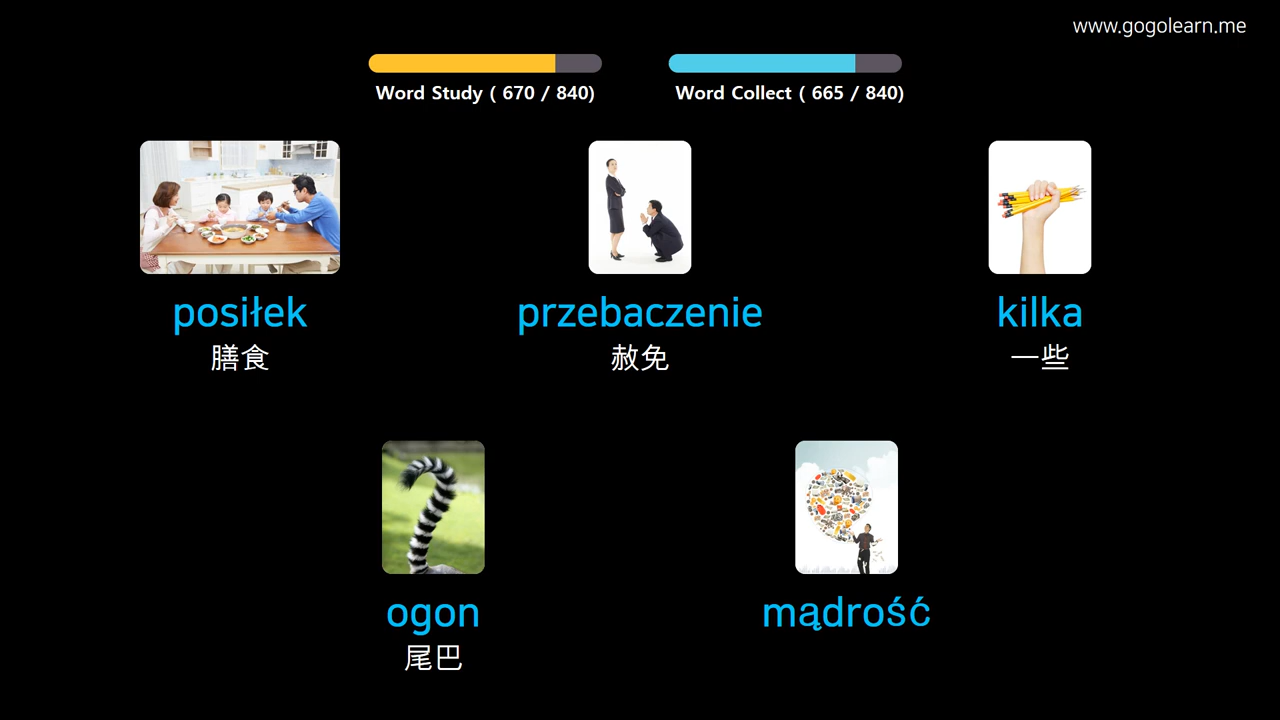 www.gogolearn.me
Word Study ( 670 / 840)
Word Collect ( 665 / 840)
posiłek
przebaczenie
kilka
膳食
赦免
一些
ogon
mądrość
尾巴